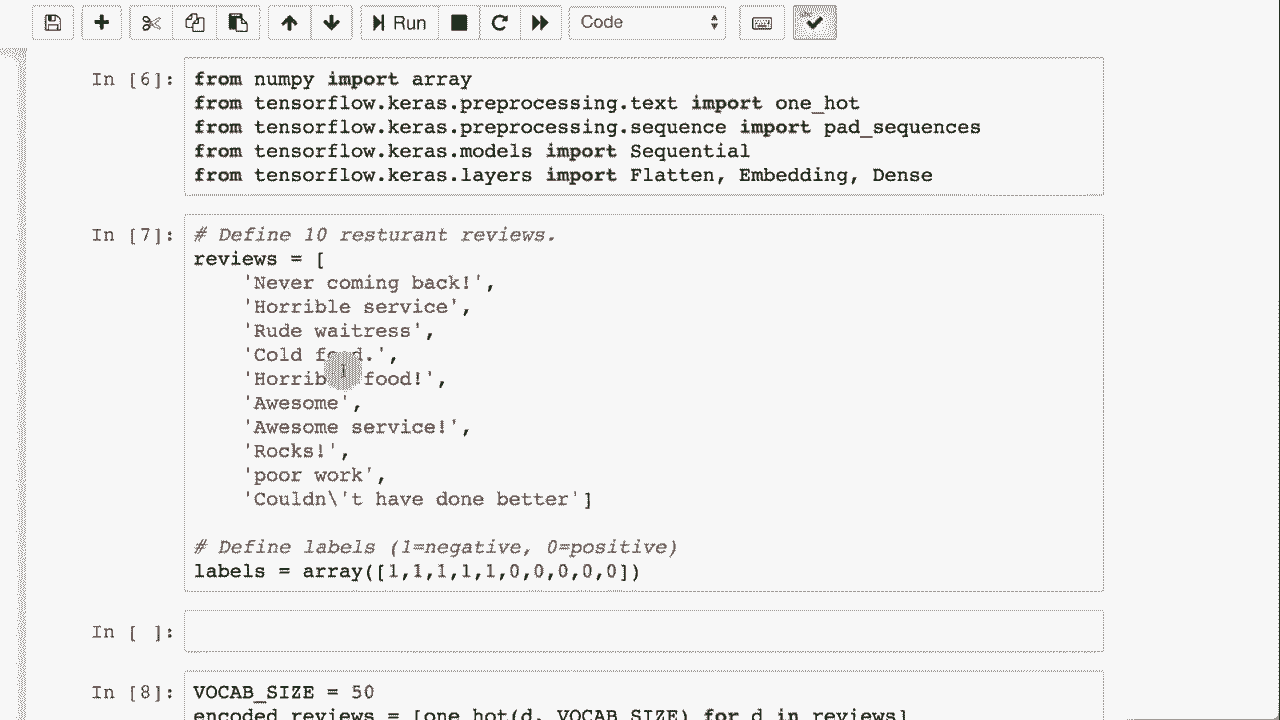 Run
Code
In [6]:
from numpy import array
from tensorflow.keras.preprocessing.text import one_hot
from tensorflow.keras.preprocessing.sequence import pad_sequences
from tensorflow.keras.models import Sequential
from tensorflow.keras.layers import Flatten, Embedding, Dense
In [7]:
# Define 10 resturant reviews.
reviews = [
'Never coming back!',
'Horrible service',
'Rude waitress',
'Cold food.',
'Horrible food!',
'Awesome',
'Awesome service!',
'Rocks!',
'poor work',
'Couldn\'t have done better']
# Define labels (1=negative, 0=positive)
labels = array([1,1,1,1,1,0,0,0,0,0])
In [ ]:
In [8]:
VOCAB_SIZE = 50
encoded_reviews = [one_hot(d, VOCAB_SIZE) for d in reviews]